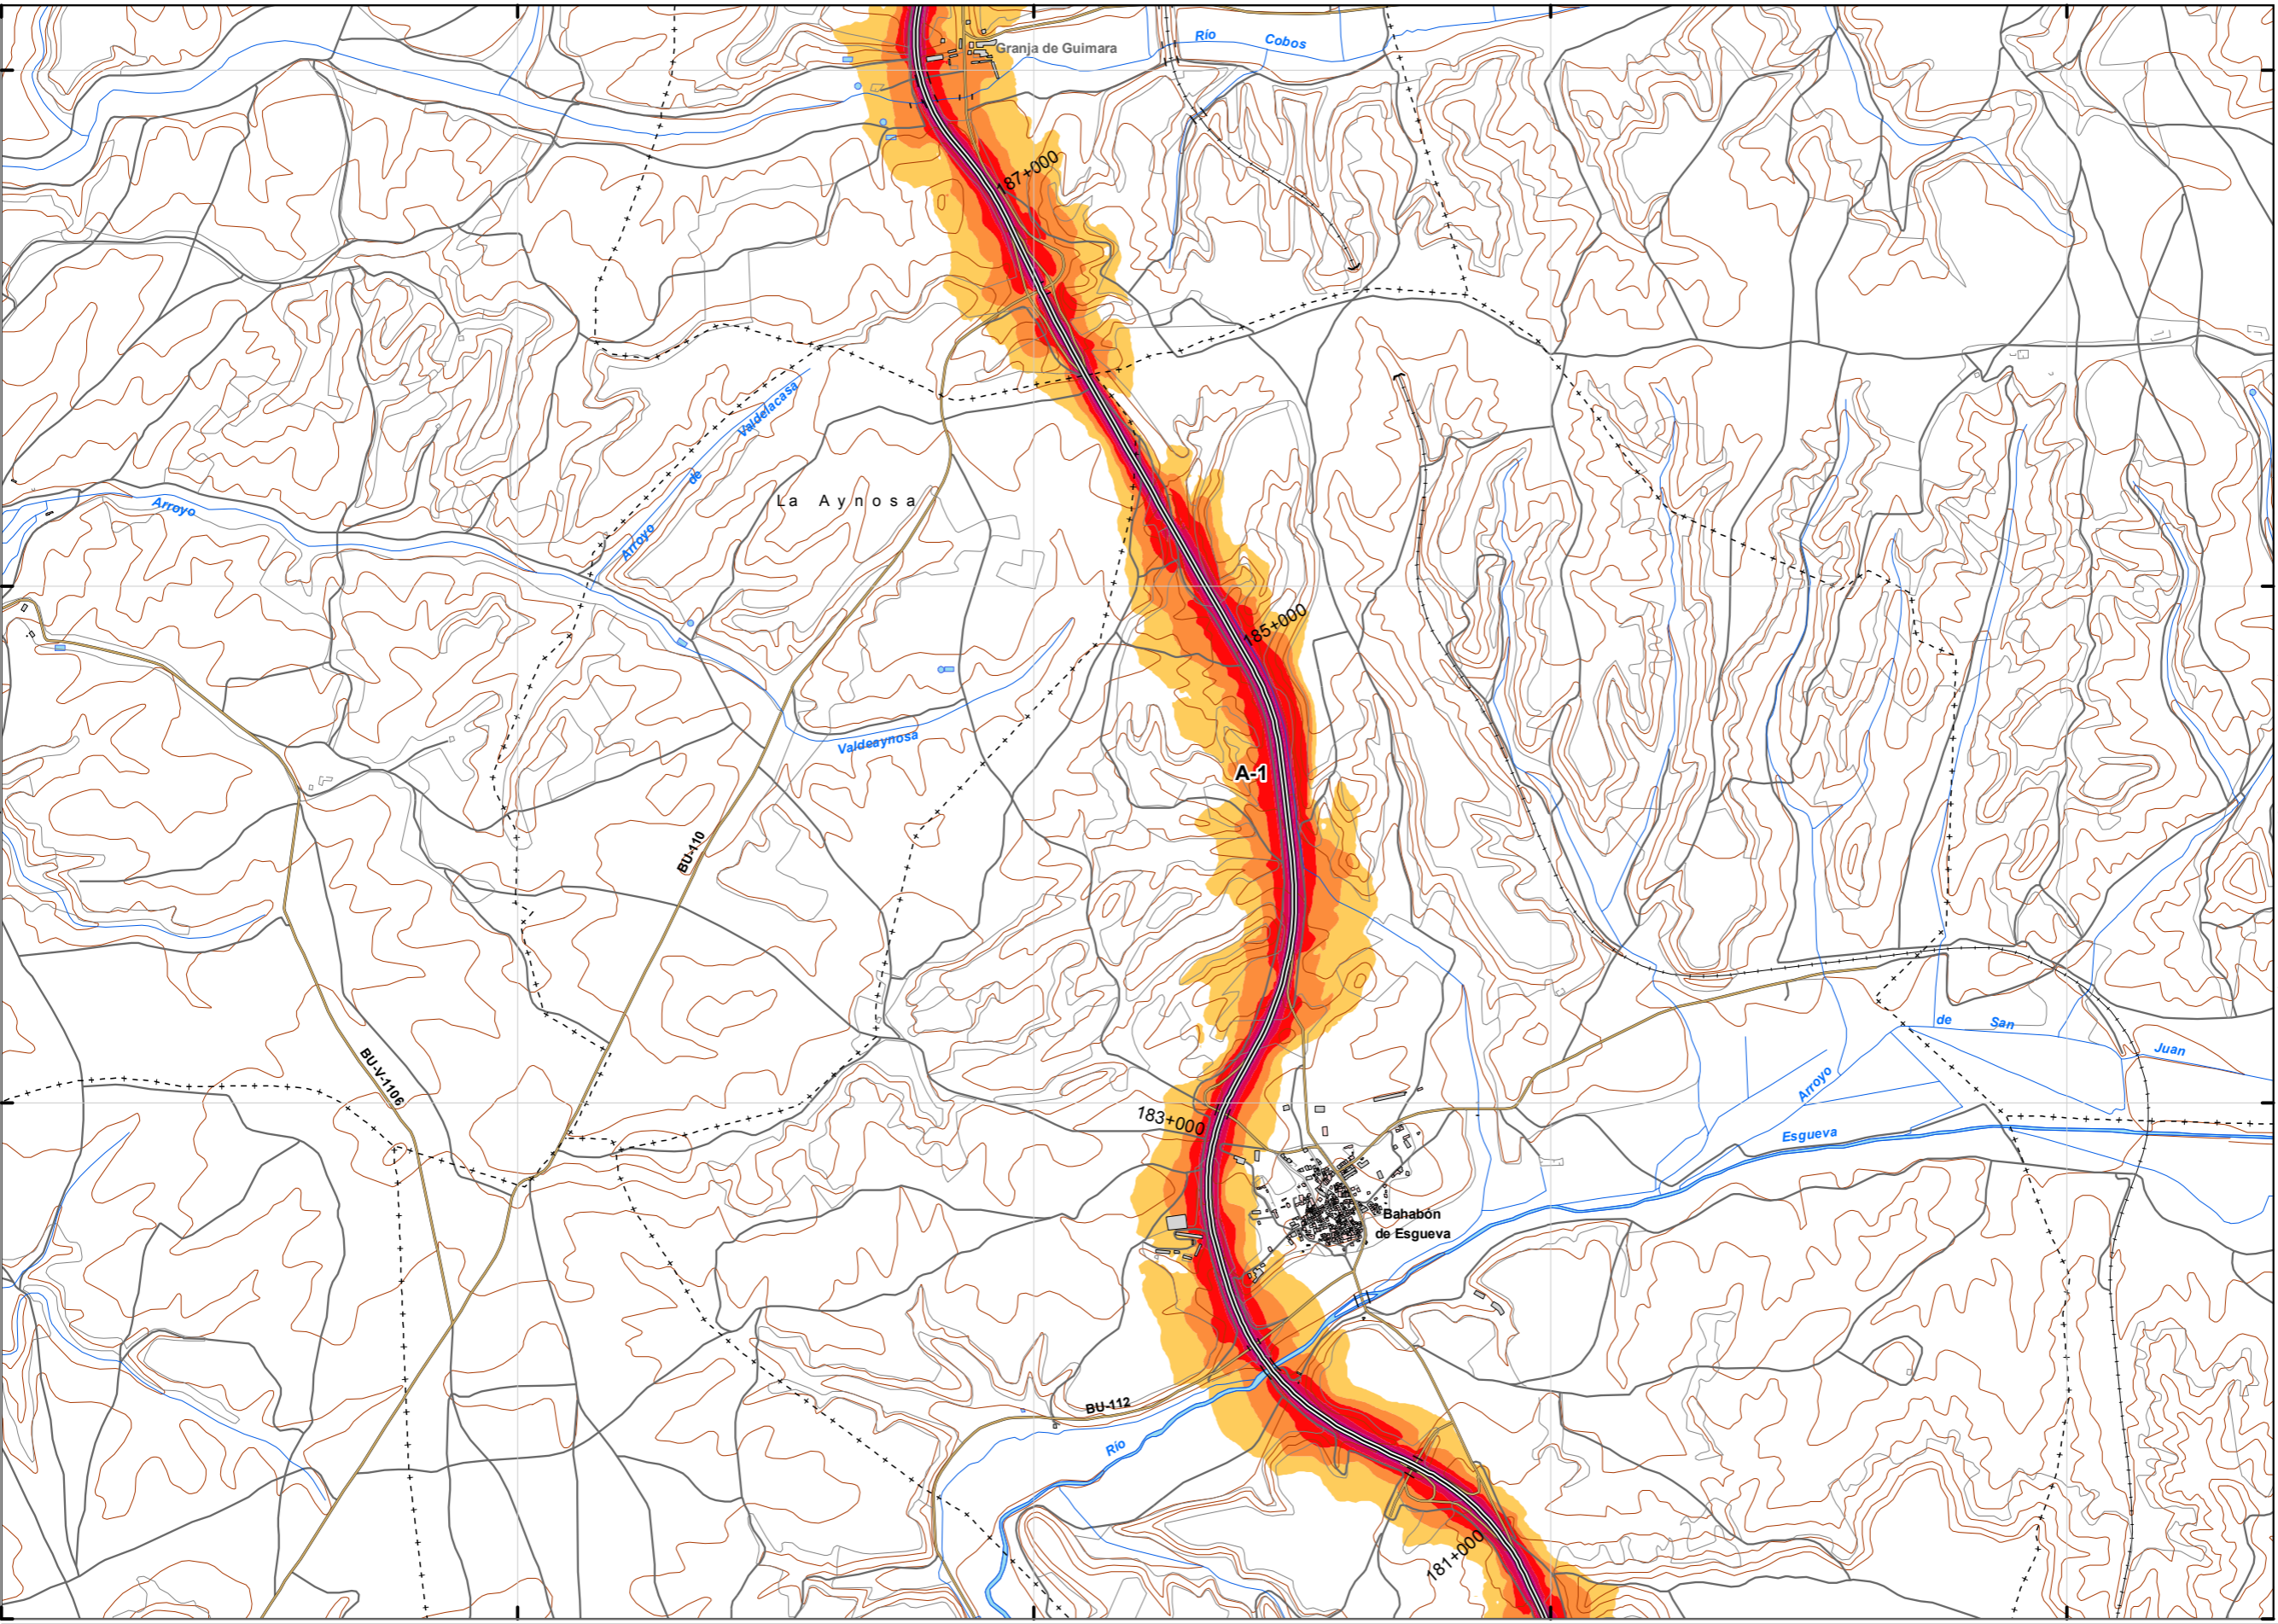 Río Cobos
Granja de Guimara
187+000
Valdelacasa
de
Arroyo
La Aynosa
Arroyo
185+000
Valdeaynosa
A-1
BU-110
de San
Juan
BU-V-1106
Arroyo
183+000
Esgueva
Bahabón
de Esgueva
BU-112
Río
181+000